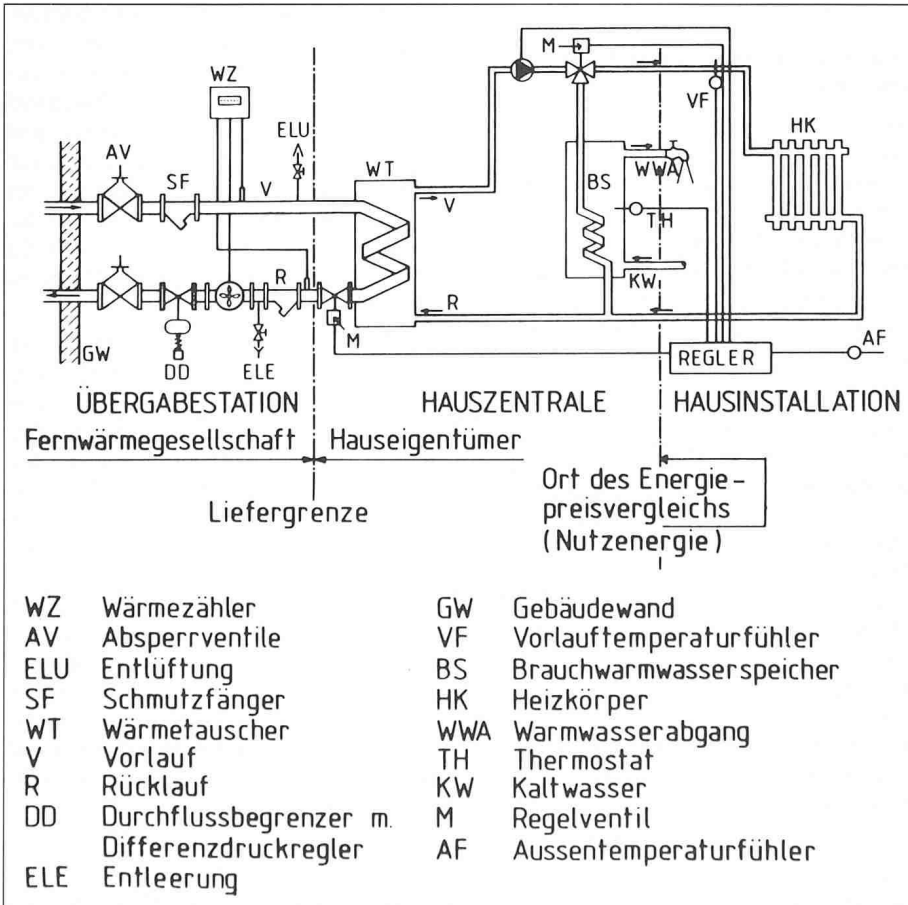 M
WZ
ELU
VF
HK
AV
SF
V
WT
V
BS
WWA
TH
R
R
KW
M
REGLER
AF
GW
DD
ELE
ÜBERGABESTATION
HAUSZENTRALE
HAUSINSTALLATION
Fernwärmegesellschaft
Hauseigentümer
Liefergrenze
Ort des Energie-
preisvergleichs
(Nutzenergie)
WZ Wärmezähler
AV Absperrventile
ELU Entlüftung
SF Schmutzfänger
WT Wärmetauscher
V Vorlauf
R Rücklauf
DD Durchflussbegrenzer m.
Differenzdruckregler
ELE Entleerung
GW Gebäudewand
VF Vorlauftemperaturfühler
BS Brauchwarmwasserspeicher
HK Heizkörper
WWA Warmwasserabgang
TH Thermostat
KW Kaltwasser
M Regelventil
AF Aussentemperaturfühler